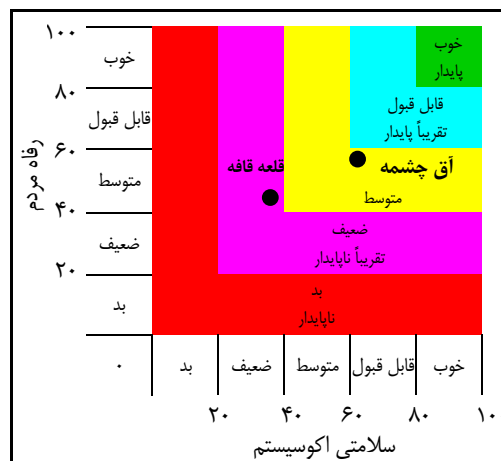 ۱۰۰
خوب
۸۰
قابل قبول
۶۰
متوسط
۴۰
ضعیف
۲۰
بد
رفاه مردم
خوب
پایدار
قابل قبول
تقریباً پایدار
آق چشمه
متوسط
قلعه قافه
ضعیف
تقریباً ناپایدار
بد
ناپایدار
۰
بد
ضعیف
متوسط
قابل قبول
خوب
۲۰
۴۰
۶۰
۸۰
۱۰
سلامتی اکوسیستم